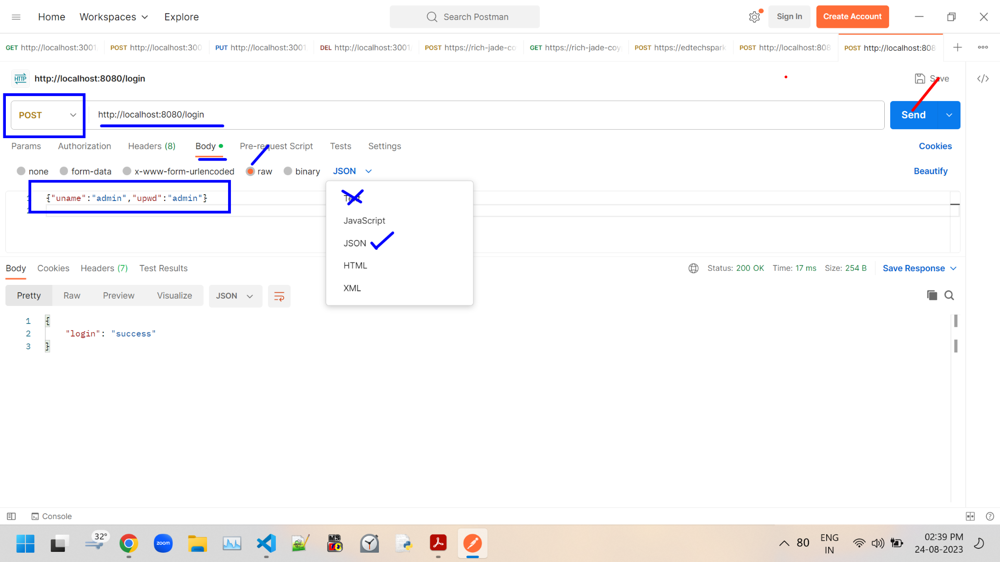 Home Workspaces Explore Search Postman Sign In Create Account
GET http://localhost:3001 POST http://localhost:300 PUT http://localhost:3001 DEL http://localhost:3001/ POST https://rich-jade-co GET https://rich-jade-coy POST https://edtechspark POST http://localhost:808 POST http://localhost:808
HTTP http://localhost:8080/login Save </>
POST http://localhost:8080/login Send
Params Authorization Headers (8) Body Pre-request Script Tests Settings Cookies
none form-data x-www-form-urlencoded raw binary JSON Beautify
1 {"uname":"admin","upwd":"admin"} Text
2
JavaScript
JSON
HTML
XML
Body Cookies Headers (7) Test Results Status: 200 OK Time: 17 ms Size: 254 B Save Response
Pretty Raw Preview Visualize JSON
1 {
2 "login": "success"
3 }
Console
32° zoom MS 80 ENG IN 02:39 PM
24-08-2023